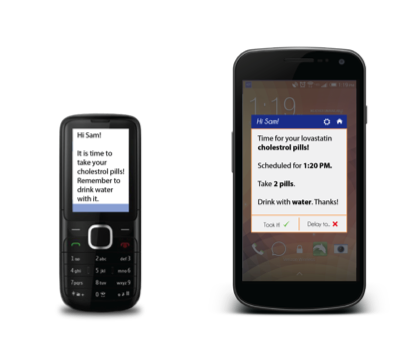 Hi Sam!
It is time to
take your
cholestrol pills!
Remember to
drink water
with it.
1:19
Hi Sam!
Time for your lovastatin
cholestrol pills!
Scheduled for 1:20 PM.
Take 2 pills.
Drink with water. Thanks!
Took it! ✓ Delay to.. ✗